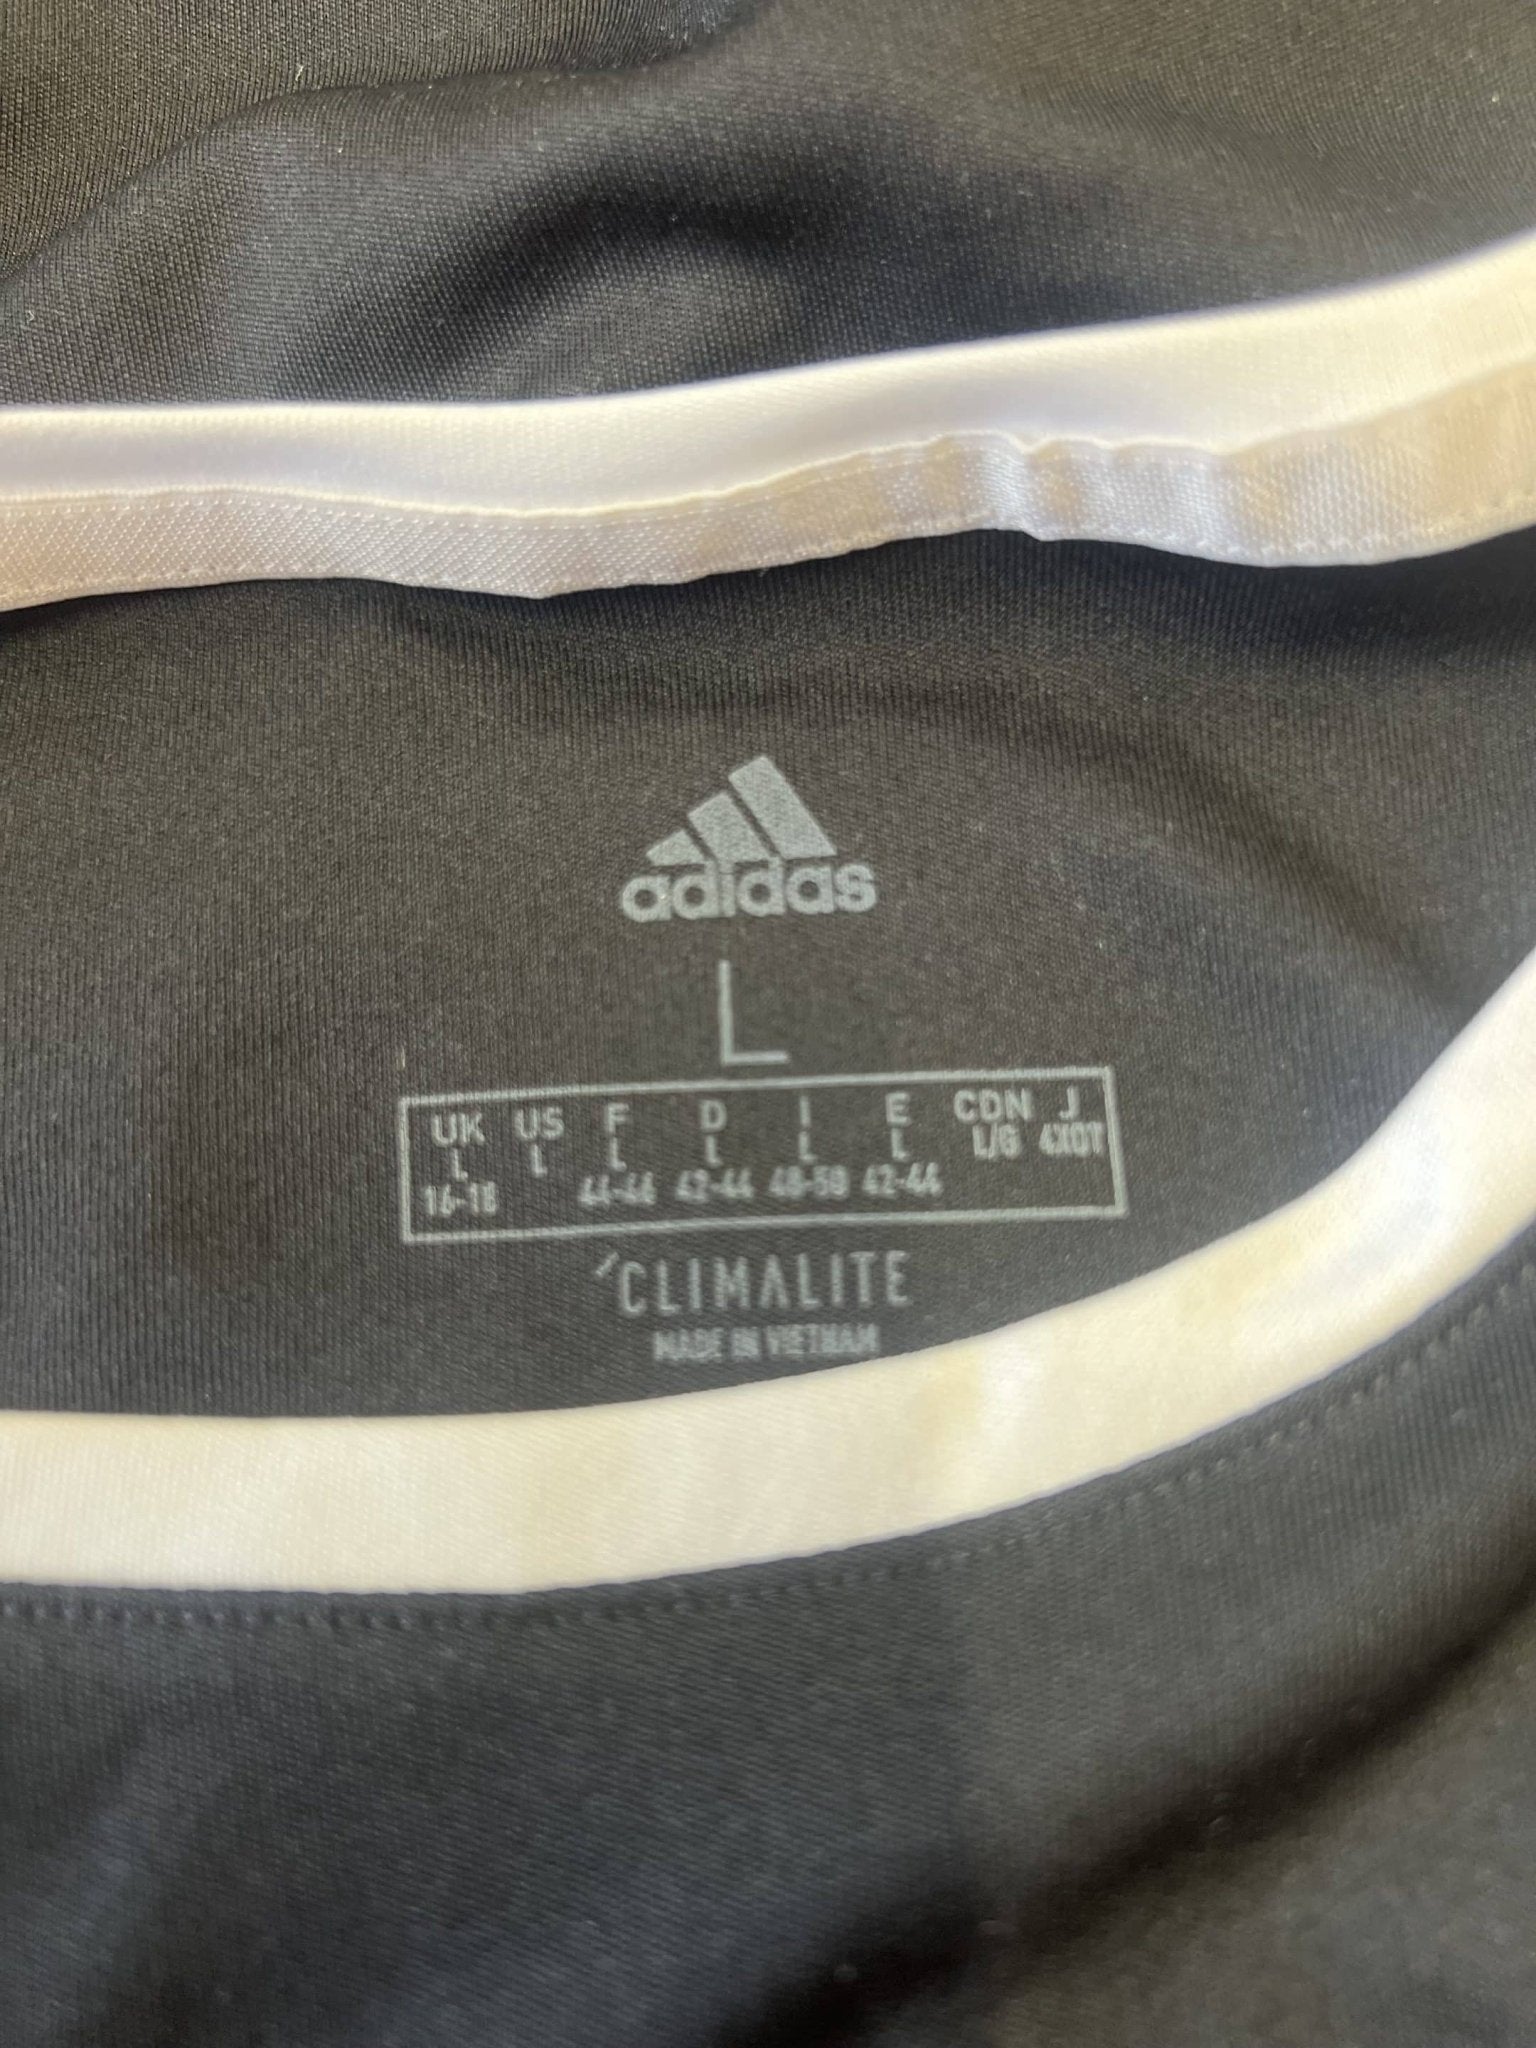 adidas
L
UK US F D I E CDN J
L L L L L L L/G 4XOT
16-18 44-46 42-44 48-50 42-44
CLIMALITE
MADE IN VIETNAM